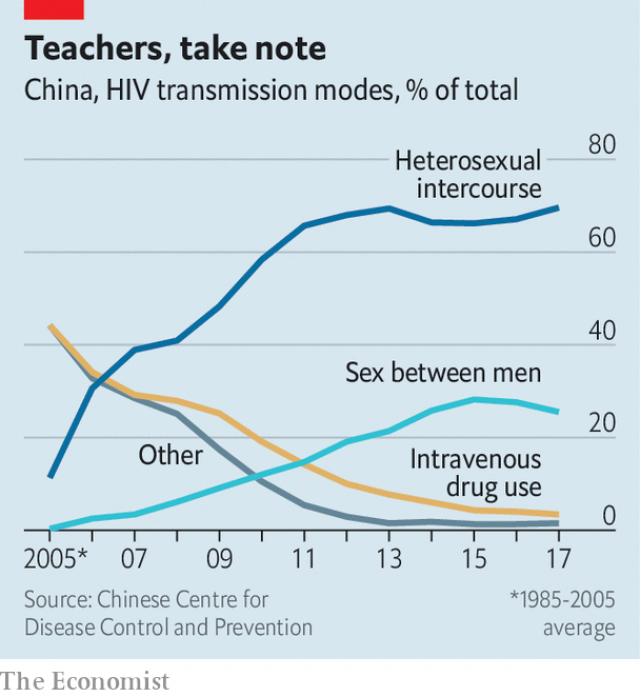 Teachers, take note
China, HIV transmission modes, % of total
80
Heterosexual
intercourse
60
40
Sex between men
20
Other
Intravenous
drug use
0
2005* 07 09 11 13 15 17
Source: Chinese Centre for
Disease Control and Prevention
*1985-2005
average
The Economist